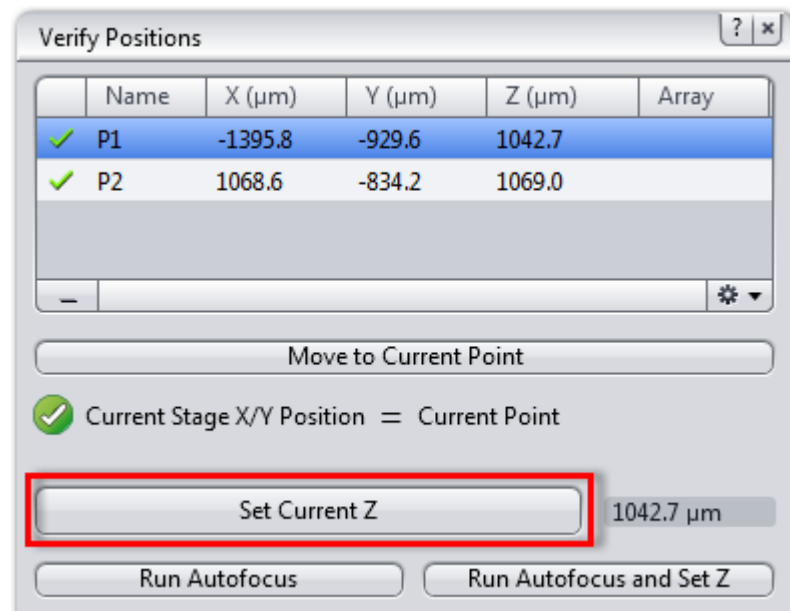 Verify Positions ? ×
Name X (µm) Y (µm) Z (µm) Array
P1 -1395.8 -929.6 1042.7
P2 1068.6 -834.2 1069.0
Move to Current Point
Current Stage X/Y Position = Current Point
Set Current Z 1042.7 µm
Run Autofocus Run Autofocus and Set Z